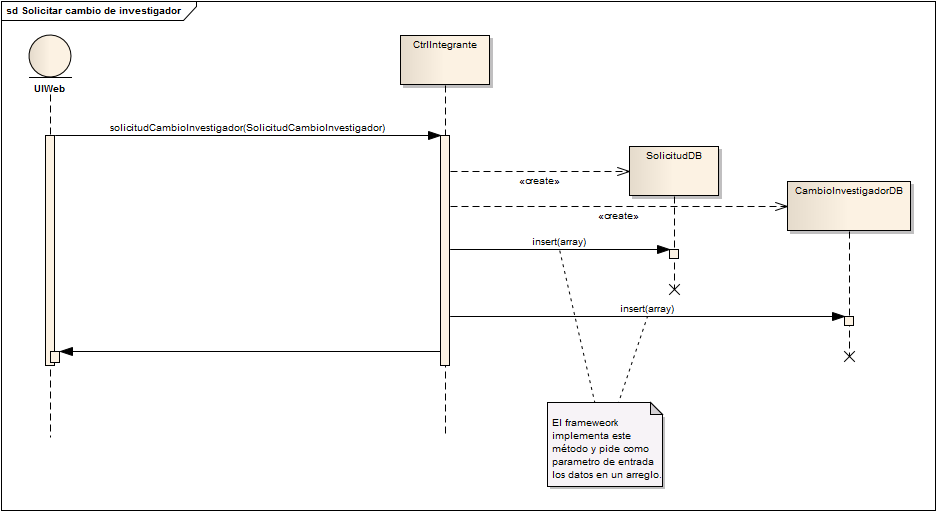 sd Solicitar cambio de investigador
UIWeb
CtrlIntegrante
solicitudCambioInvestigador(SolicitudCambioInvestigador)
SolicitudDB
«create»
CambioInvestigadorDB
«create»
insert(array)
insert(array)
El frameweork
implementa este
método y pide como
parametro de entrada
los datos en un arreglo.